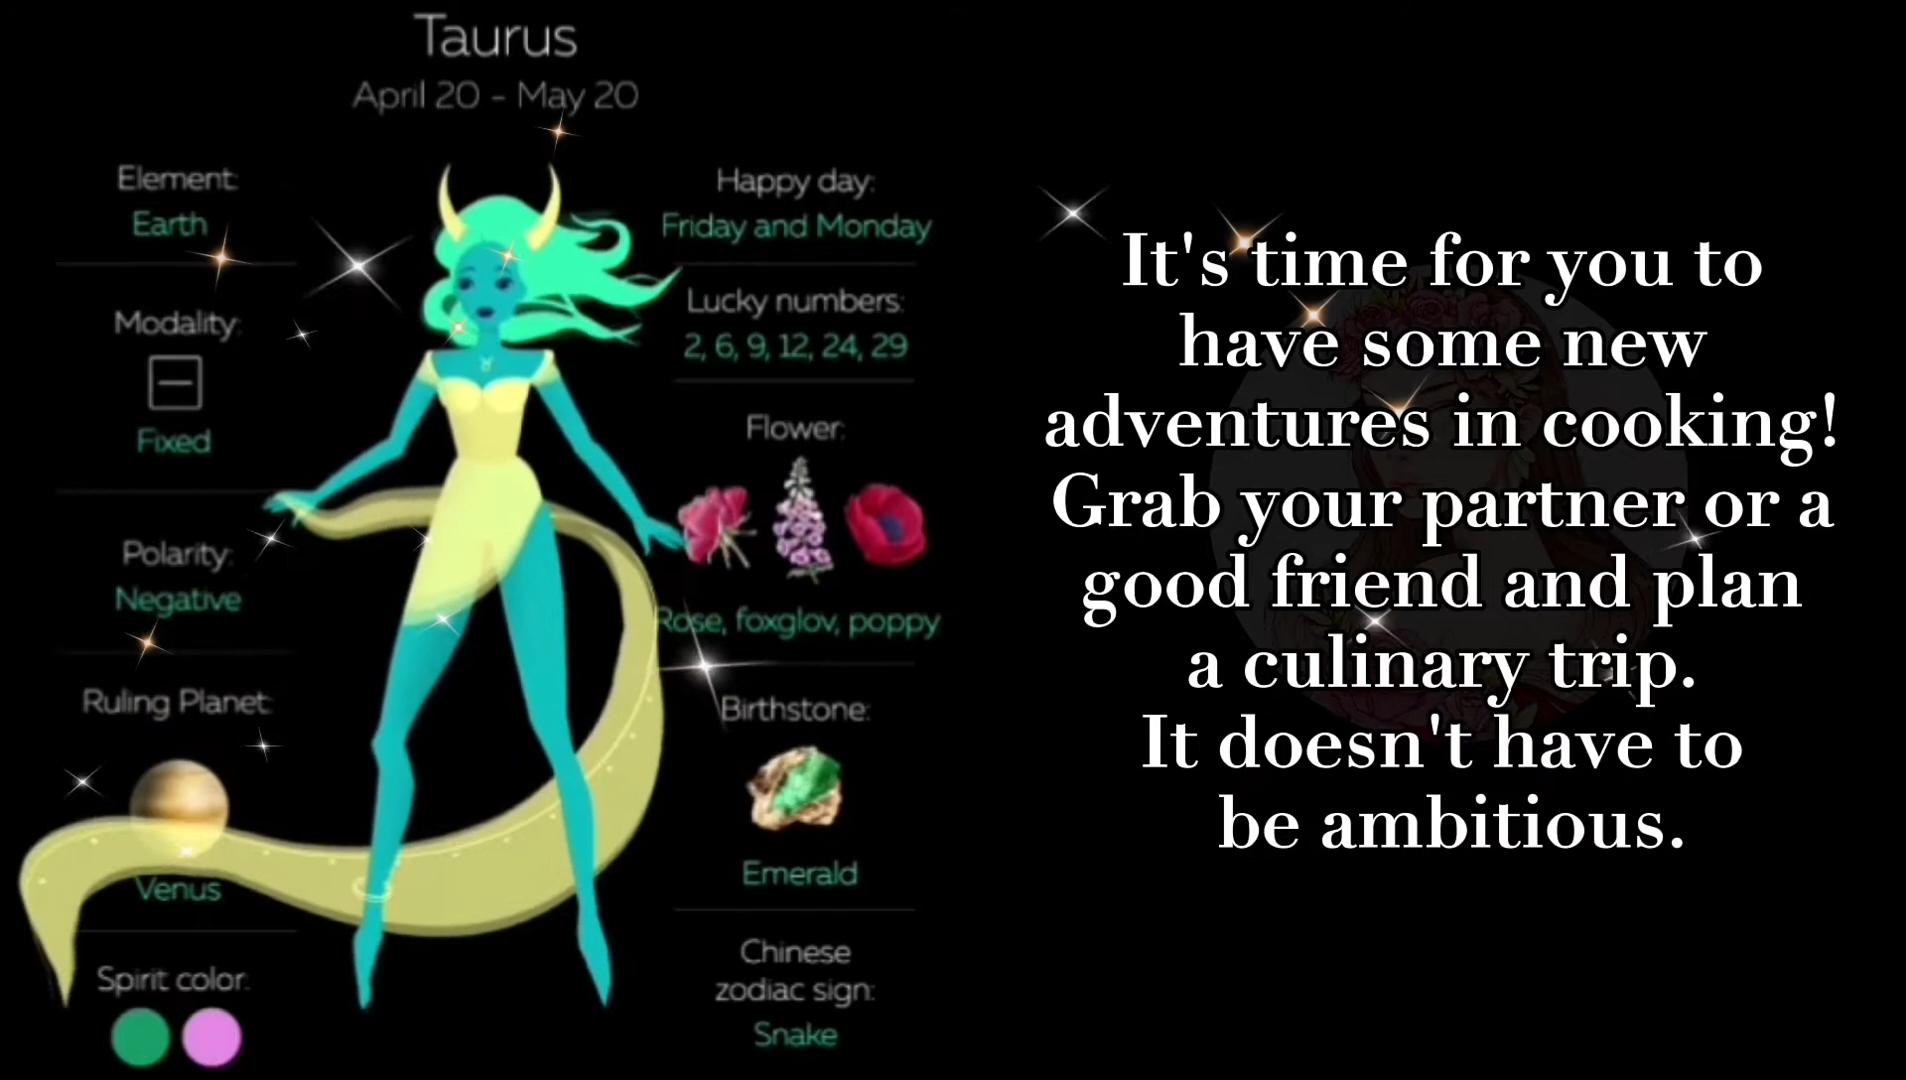 Taurus
April 20 - May 20
Element:
Earth
Modality:
Fixed
Polarity:
Negative
Ruling Planet:
Venus
Spirit color:
Happy day:
Friday and Monday
Lucky numbers:
2, 6, 9, 12, 24, 29
Flower:
Rose, foxglov, poppy
Birthstone:
Emerald
Chinese
zodiac sign:
Snake
It's time for you to
have some new
adventures in cooking!
Grab your partner or a
good friend and plan
a culinary trip.
It doesn't have to
be ambitious.